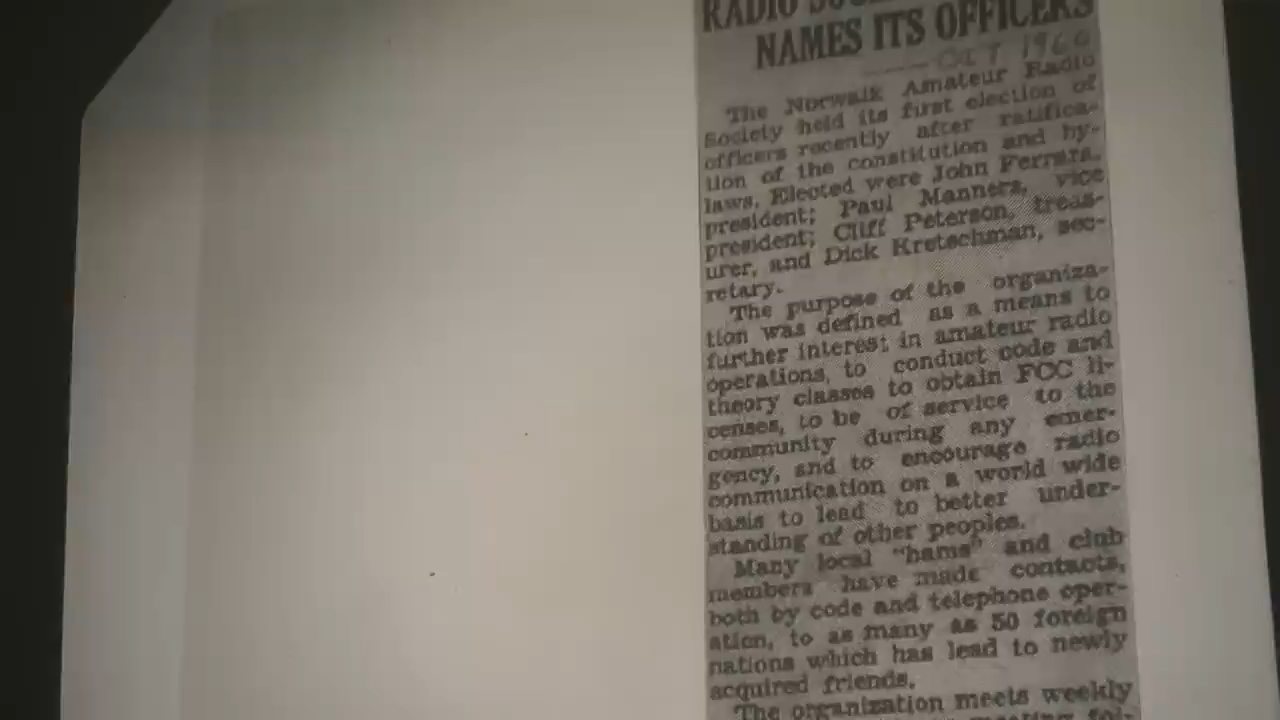 RADIO
NAMES ITS OFFICERS
OCT 1960
The Norwalk Amateur Radio
Society held its first election of
officers recently after ratifica-
tion of the constitution and by-
laws. Elected were John Ferrara,
president; Paul Manners, vice
president; Cliff Peterson, treas-
urer, and Dick Kretschman, sec-
retary.
The purpose of the organiza-
tion was defined as a means to
further interest in amateur radio
operations, to conduct code and
theory classes to obtain FCC li-
censes, to be of service to the
community during any emer-
gency, and to encourage radio
communication on a world wide
basis to lead to better under-
standing of other peoples.
Many local "hams" and club
members have made contacts,
both by code and telephone oper-
ation, to as many as 50 foreign
nations which has lead to newly
acquired friends.
The organization meets weekly
meeting fol-